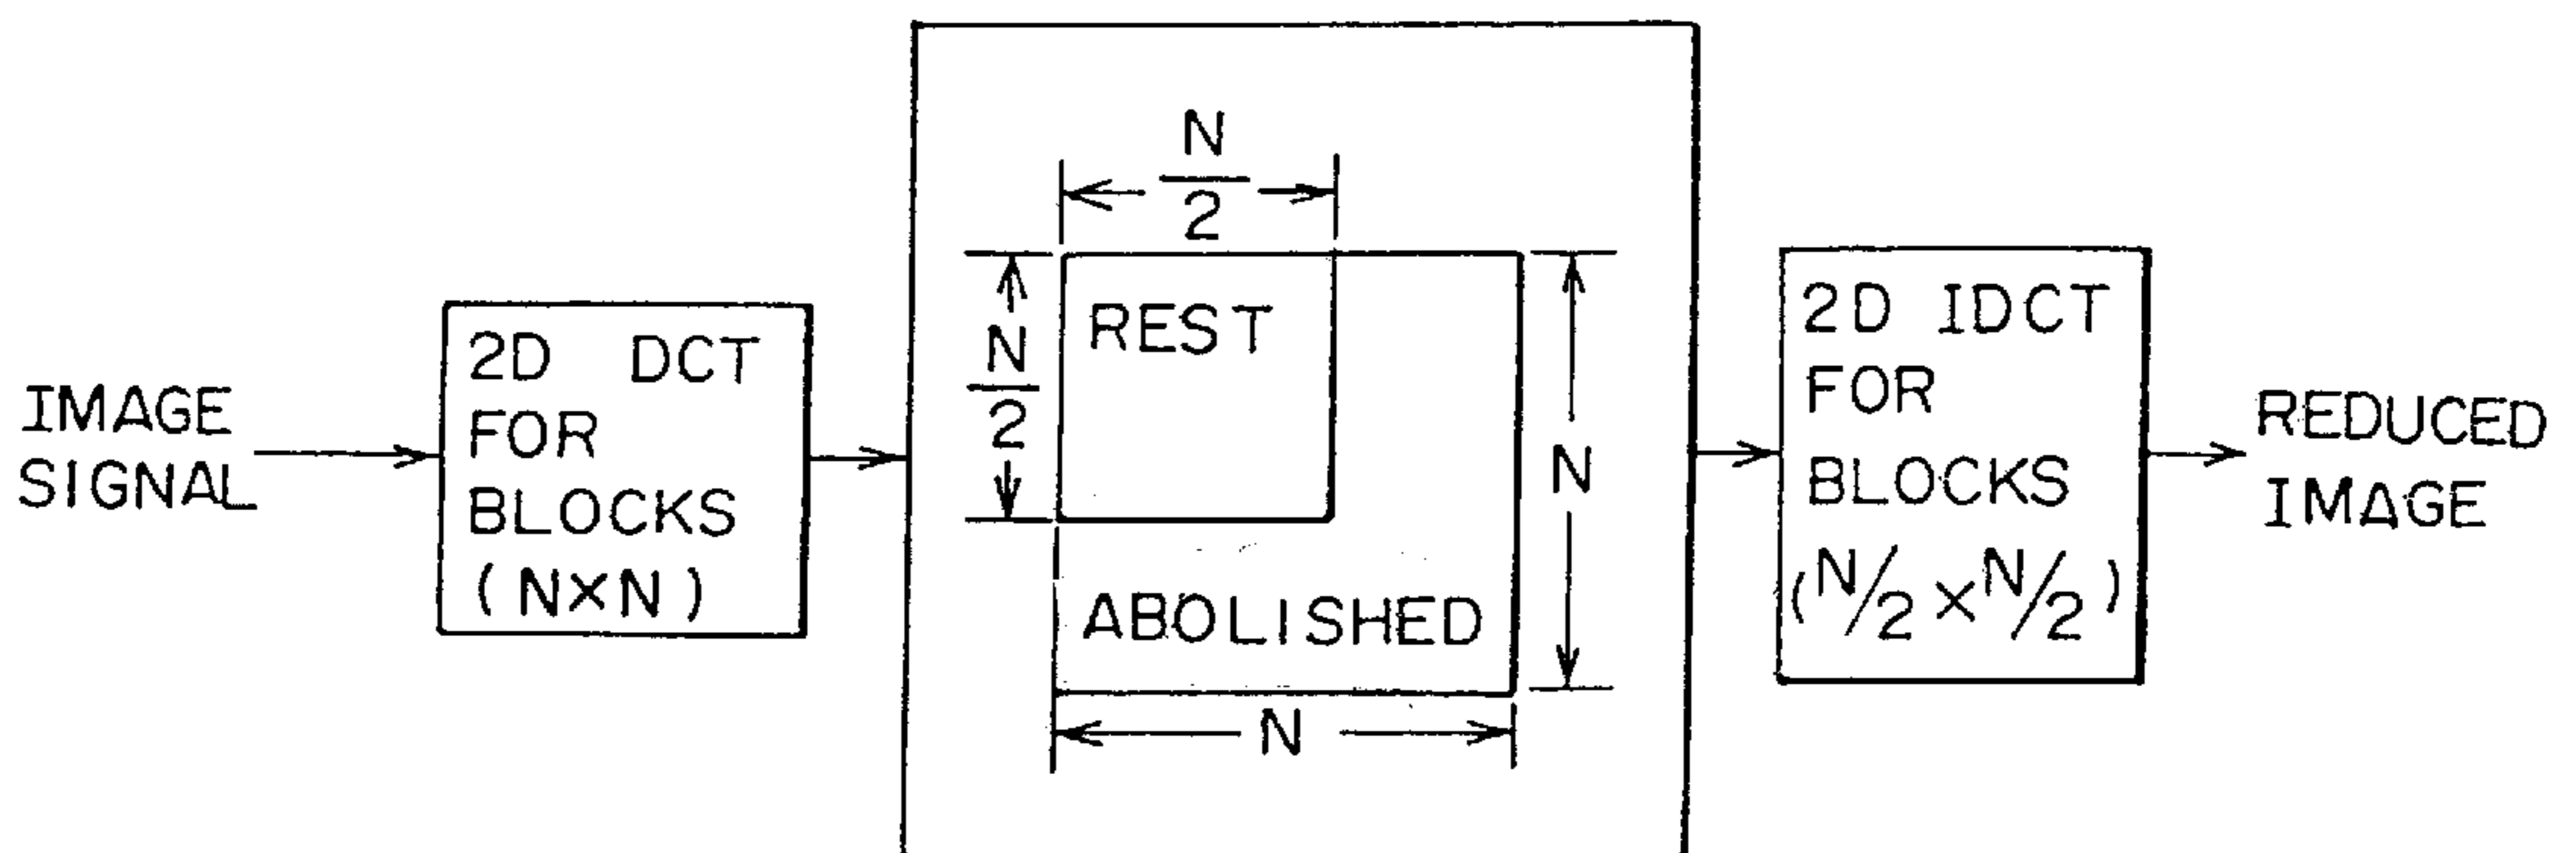 IMAGE
SIGNAL
2D DCT
FOR
BLOCKS
(N×N)
N
2
N
2
REST
ABOLISHED
N
N
2D IDCT
FOR
BLOCKS
(N/2 × N/2)
REDUCED
IMAGE